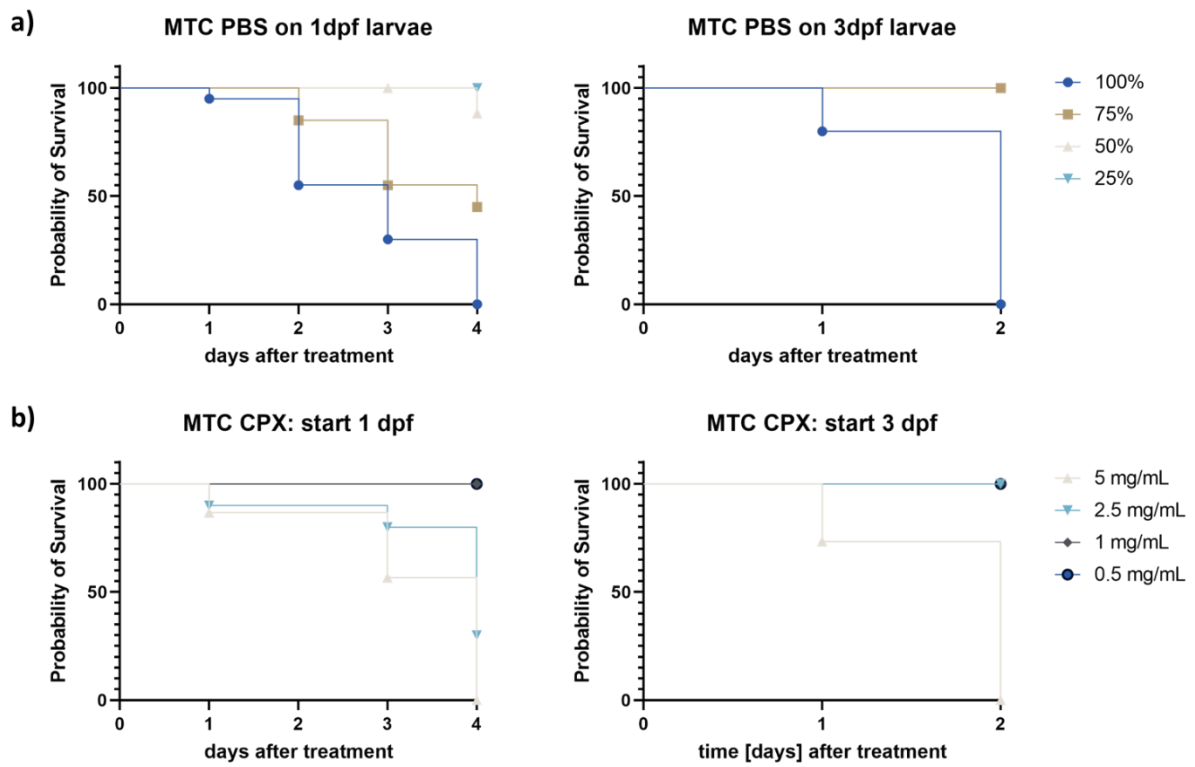 a)
MTC PBS on 1dpf larvae
Probability of Survival
100
50
0
0 1 2 3 4
days after treatment
MTC PBS on 3dpf larvae
Probability of Survival
100
50
0
0 1 2
days after treatment
100%
75%
50%
25%
b)
MTC CPX: start 1 dpf
Probability of Survival
100
50
0
0 1 2 3 4
days after treatment
MTC CPX: start 3 dpf
Probability of Survival
100
50
0
0 1 2
time [days] after treatment
5 mg/mL
2.5 mg/mL
1 mg/mL
0.5 mg/mL